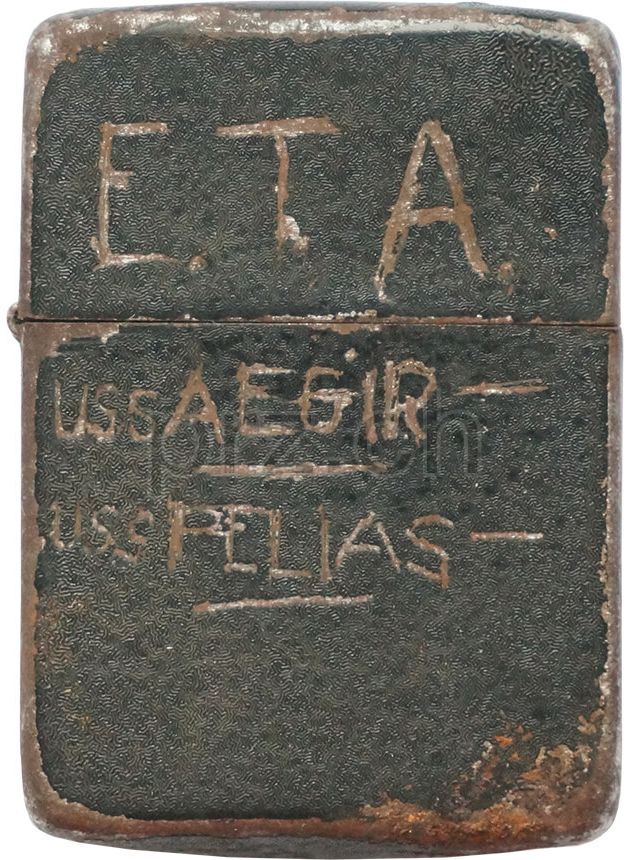 E.T.A.
USS AEGIR –
USS PELIAS –